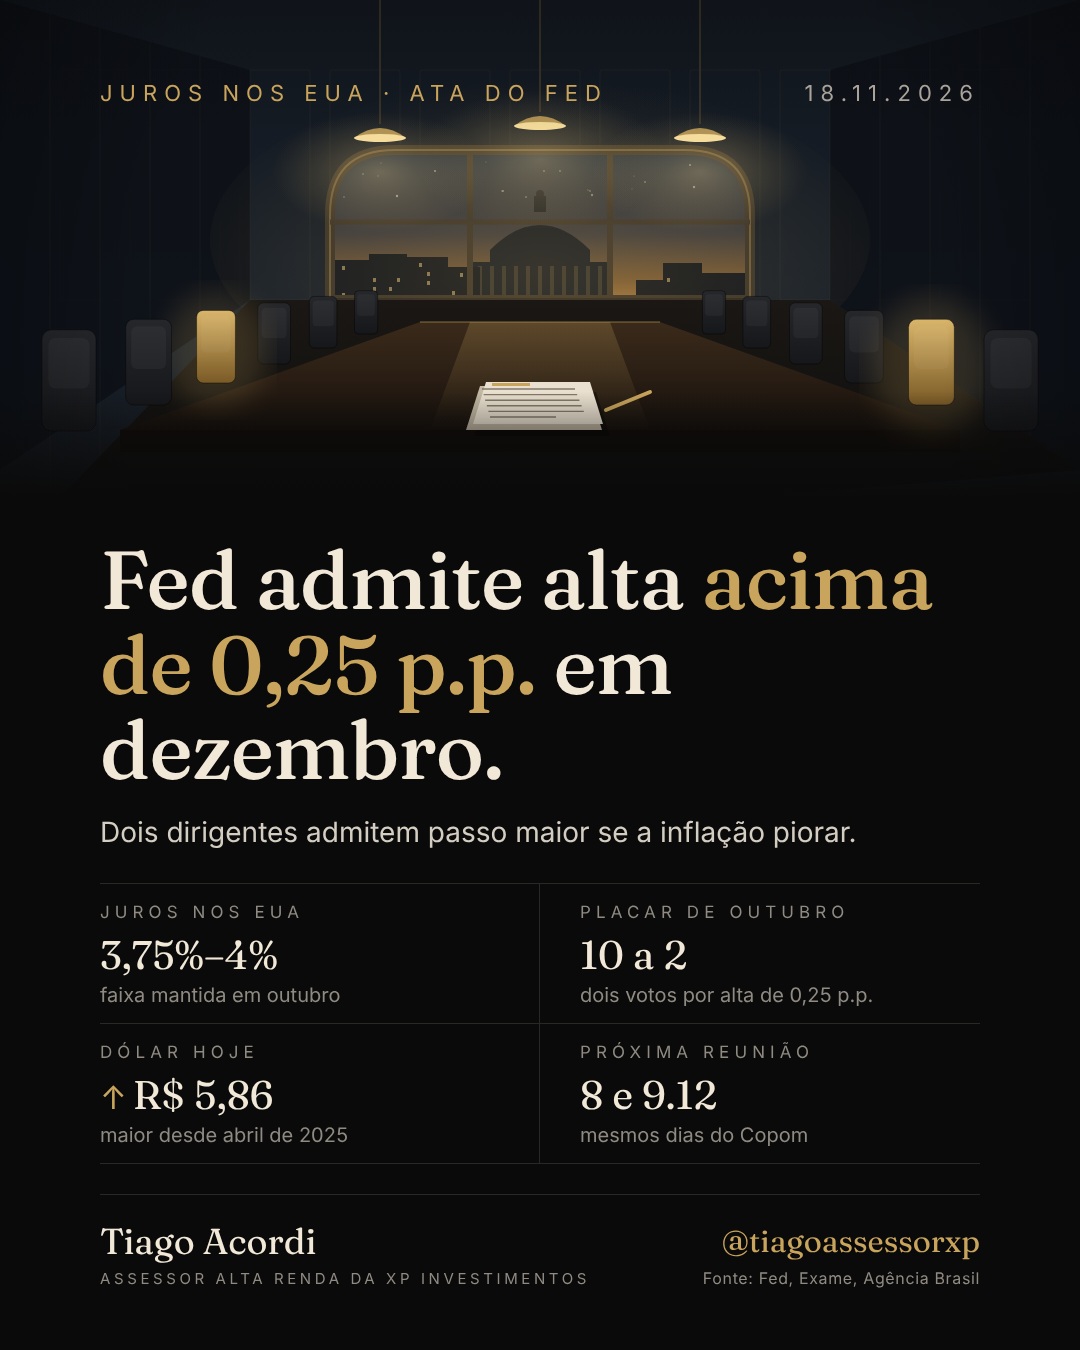 JUROS NOS EUA · ATA DO FED
18.11.2026
Fed admite alta acima
de 0,25 p.p. em
dezembro.
Dois dirigentes admitem passo maior se a inflação piorar.
JUROS NOS EUA
3,75%–4%
faixa mantida em outubro
PLACAR DE OUTUBRO
10 a 2
dois votos por alta de 0,25 p.p.
DÓLAR HOJE
↑ R$ 5,86
maior desde abril de 2025
PRÓXIMA REUNIÃO
8 e 9.12
mesmos dias do Copom
Tiago Acordi
ASSESSOR ALTA RENDA DA XP INVESTIMENTOS
@tiagoassessorxp
Fonte: Fed, Exame, Agência Brasil